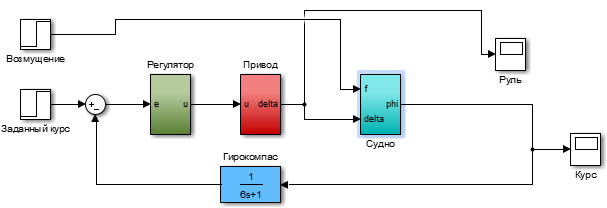 Возмущение
Заданный курс
+_
Регулятор
e u
Привод
u delta
f
phi
delta
Судно
Руль
Курс
Гирокомпас
1
6s+1